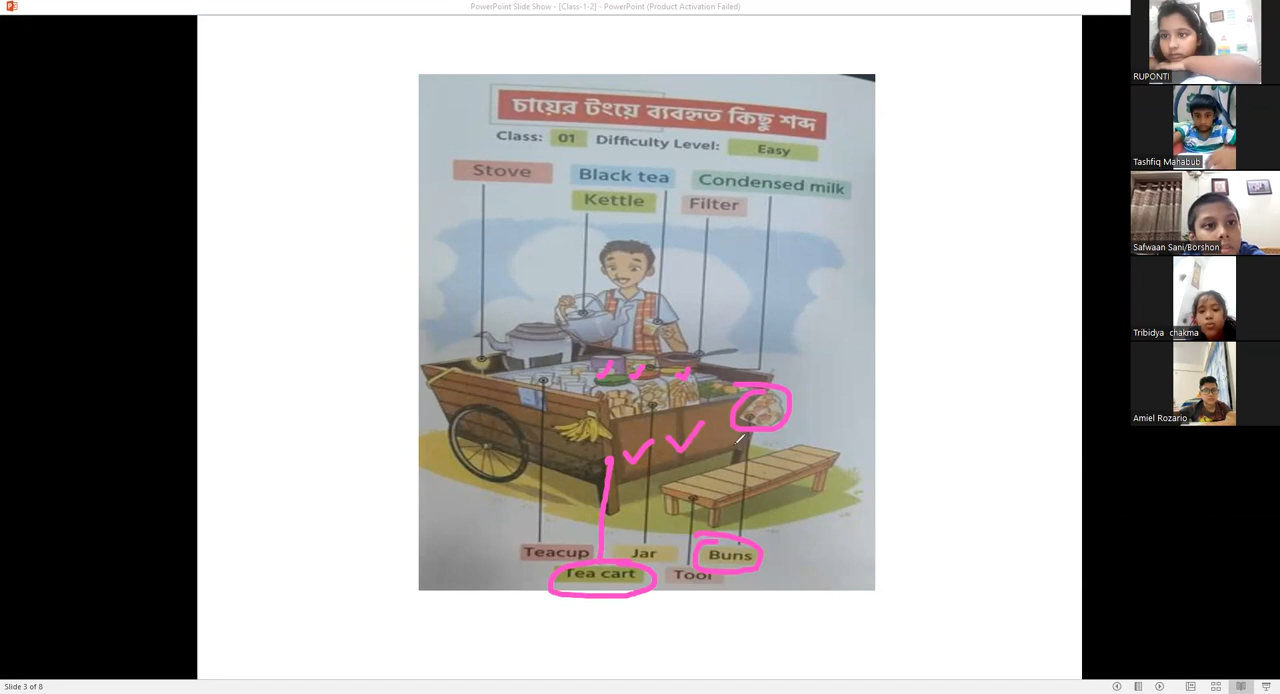 PowerPoint Slide Show - [Class-1-2] - PowerPoint (Product Activation Failed)
চায়ের টংয়ে ব্যবহৃত কিছু শব্দ
Class: 01 Difficulty Level: Easy
Stove
Black tea
Condensed milk
Kettle
Filter
Teacup
Jar
Buns
Tea cart
Tool
RUPONTI
Tashfiq Mahabub
Safwaan Sani/Borshon
Tribidya chakma
Amiel Rozario
Slide 3 of 8